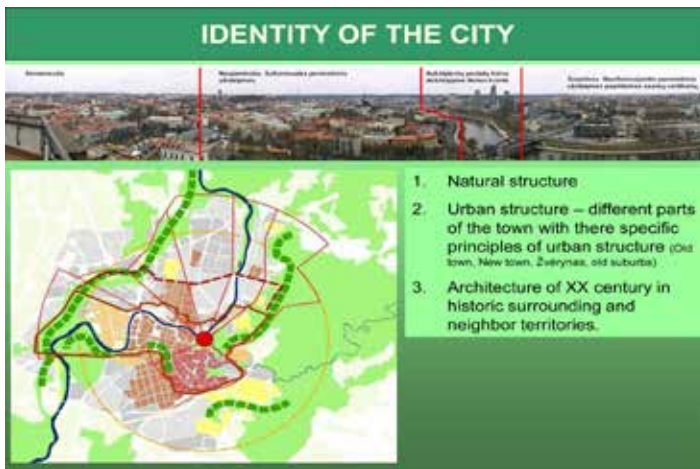 IDENTITY OF THE CITY
Senamiestis
1. Natural structure
2. Urban structure – different parts
of the town with there specific
principles of urban structure (Old
town, New town, Žvėrynas, old suburba)
3. Architecture of XX century in
historic surrounding and
neighbor territories.